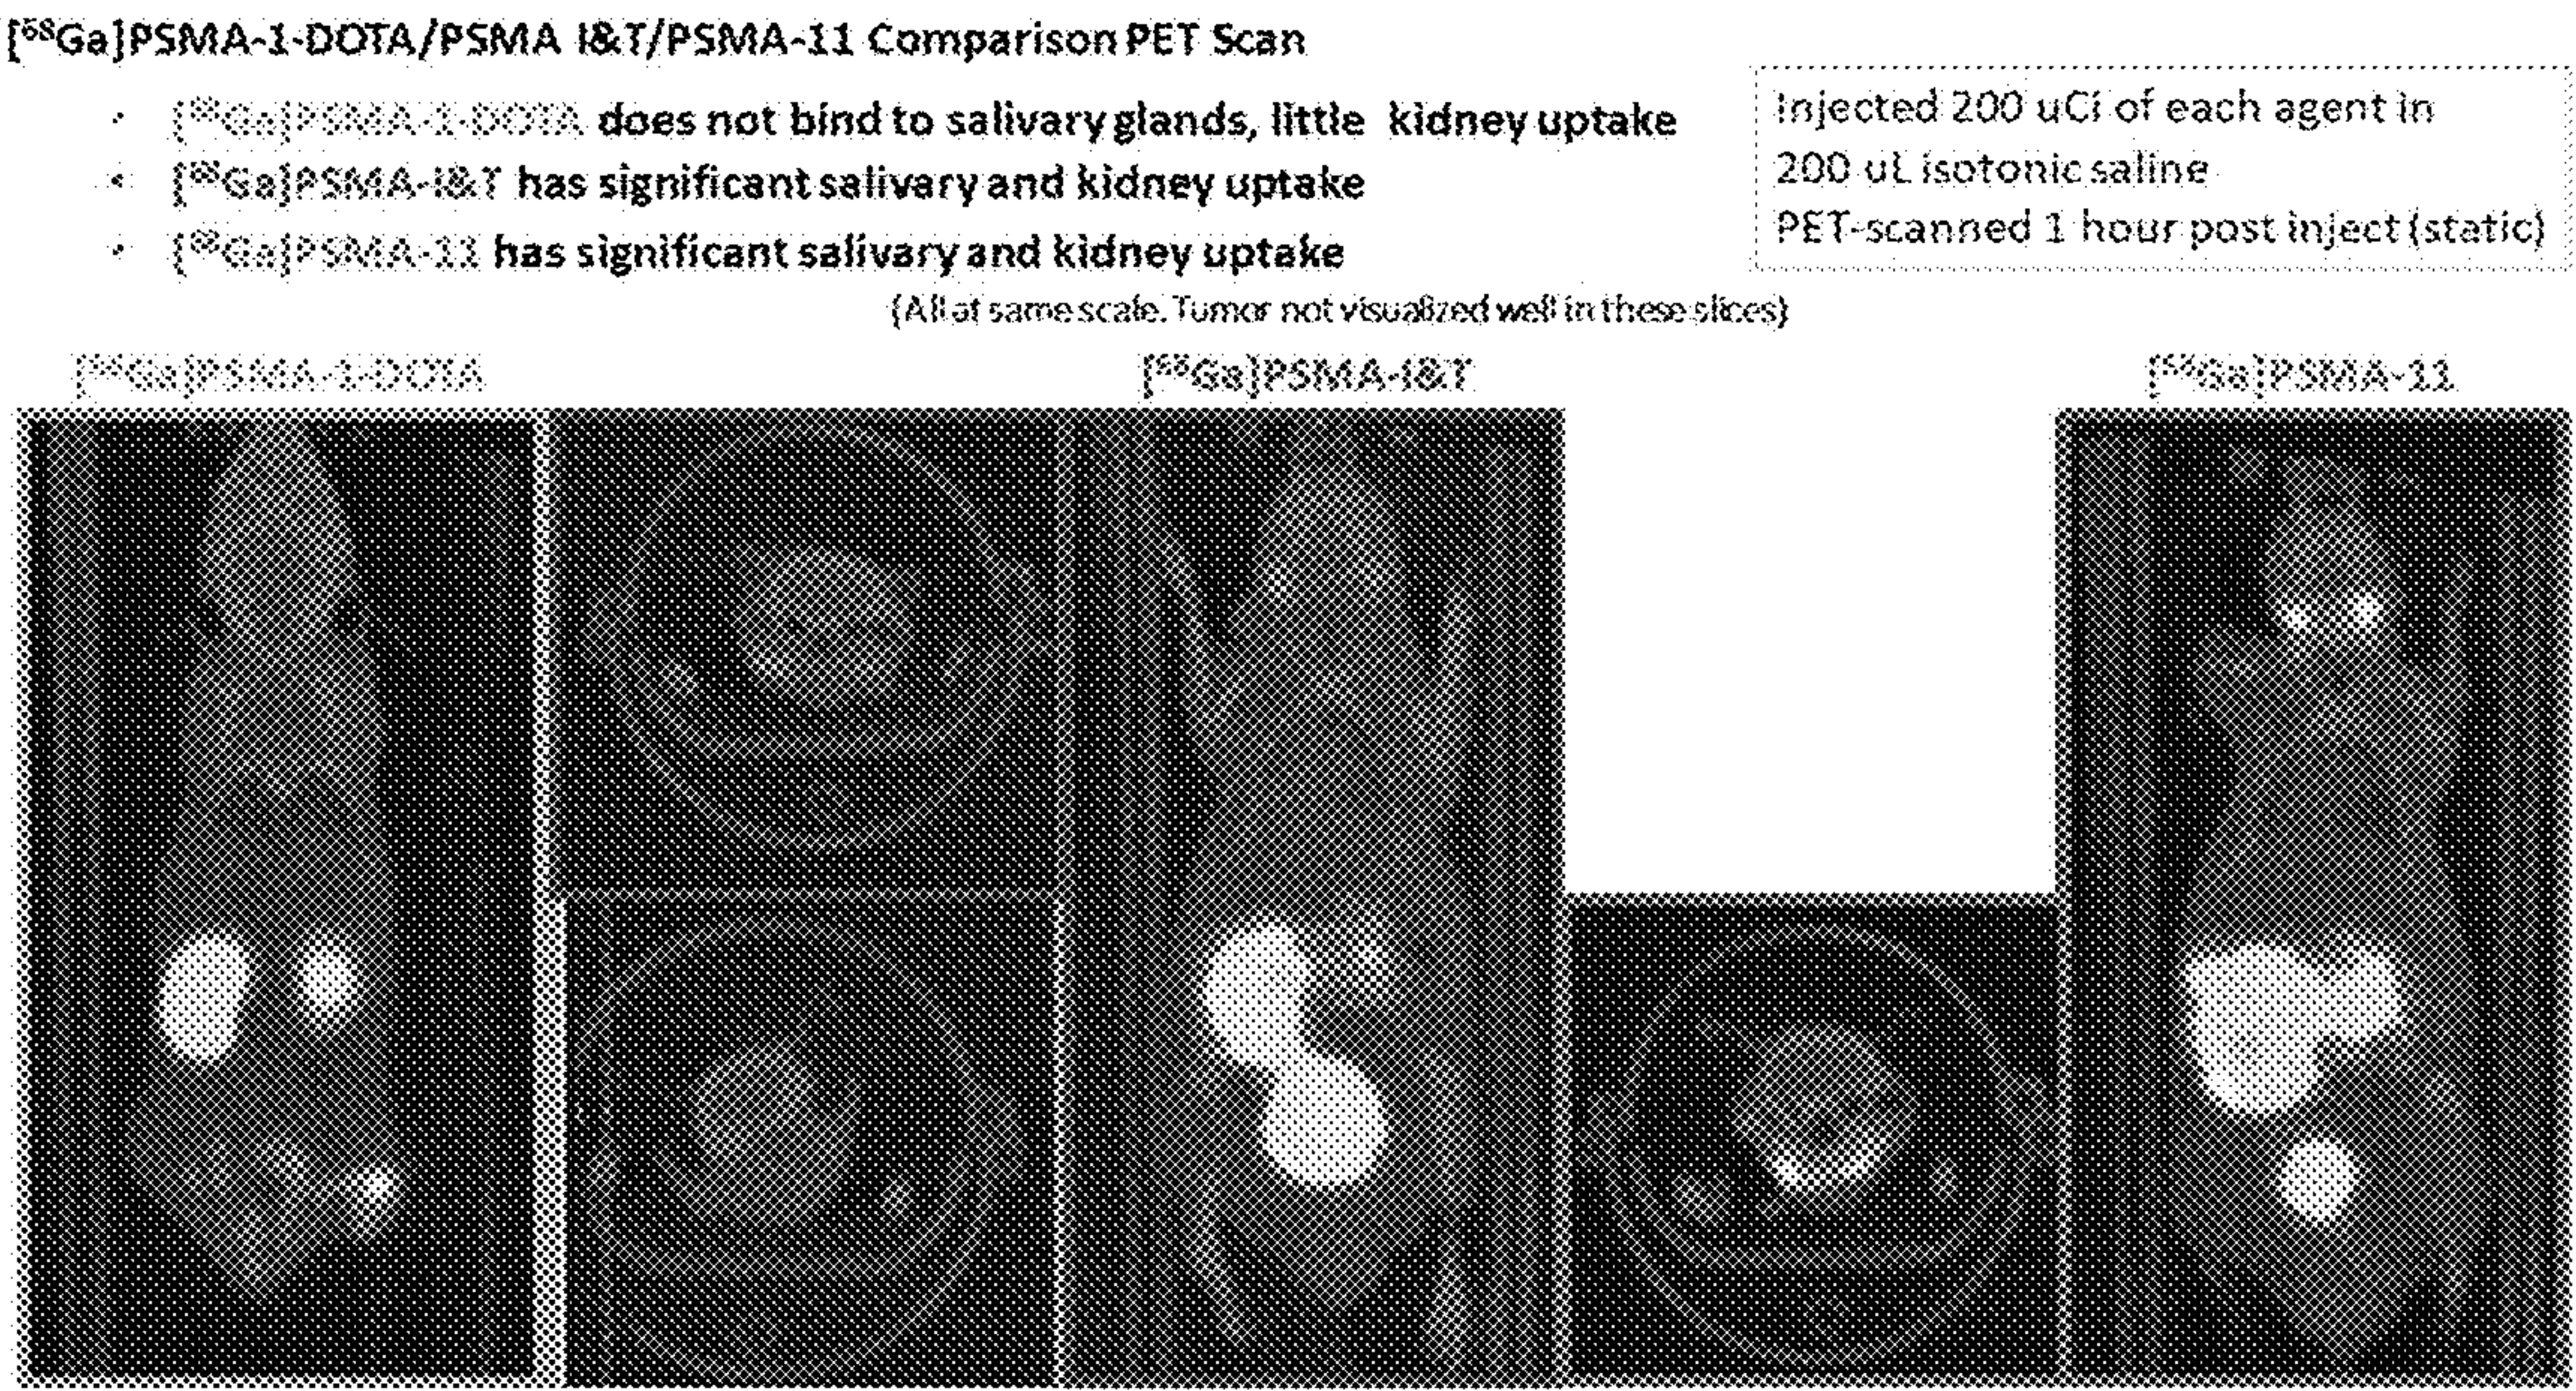 [⁶⁸Ga]PSMA-1-DOTA/PSMA I&T/PSMA-11 Comparison PET Scan
· [⁶⁸Ga]PSMA-1-DOTA does not bind to salivary glands, little kidney uptake
· [⁶⁸Ga]PSMA-I&T has significant salivary and kidney uptake
· [⁶⁸Ga]PSMA-11 has significant salivary and kidney uptake
Injected 200 uCi of each agent in
200 uL isotonic saline
PET-scanned 1 hour post inject (static)
(All at same scale. Tumor not visualized well in these slices)
[⁶⁸Ga]PSMA-1-DOTA
[⁶⁸Ga]PSMA-I&T
[⁶⁸Ga]PSMA-11